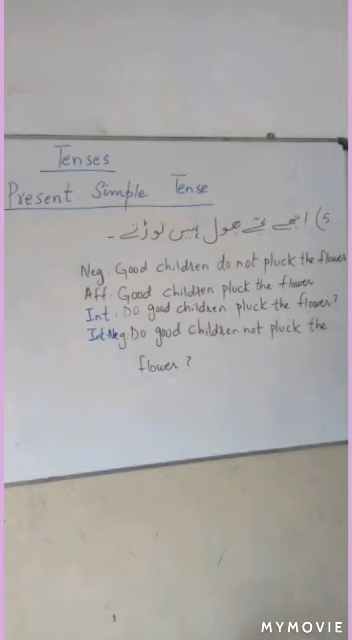 Tenses
Present Simple Tense
5) اچھے بچے پھول نہیں توڑتے ۔
Neg. Good children do not pluck the flower
Aff. Good children pluck the flower
Int. Do good children pluck the flower?
Int Neg. Do good children not pluck the
flower?
MYMOVIE